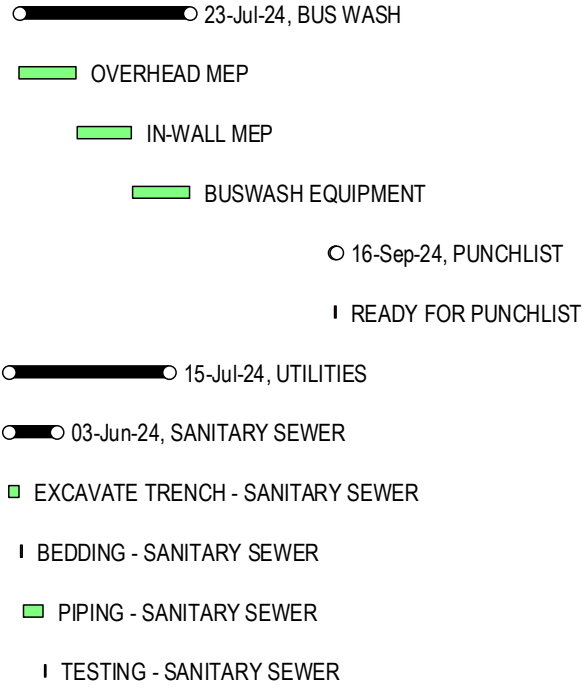 23-Jul-24, BUS WASH
OVERHEAD MEP
IN-WALL MEP
BUSWASH EQUIPMENT
16-Sep-24, PUNCHLIST
READY FOR PUNCHLIST
15-Jul-24, UTILITIES
03-Jun-24, SANITARY SEWER
EXCAVATE TRENCH - SANITARY SEWER
BEDDING - SANITARY SEWER
PIPING - SANITARY SEWER
TESTING - SANITARY SEWER